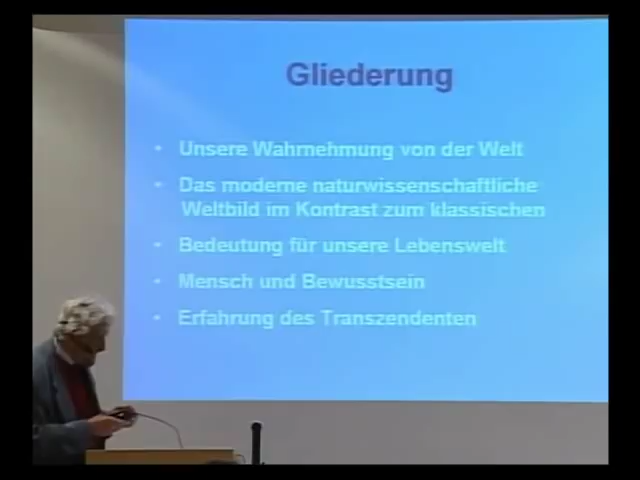 Gliederung
• Unsere Wahrnehmung von der Welt
• Das moderne naturwissenschaftliche
Weltbild im Kontrast zum klassischen
• Bedeutung für unsere Lebenswelt
• Mensch und Bewusstsein
• Erfahrung des Transzendenten